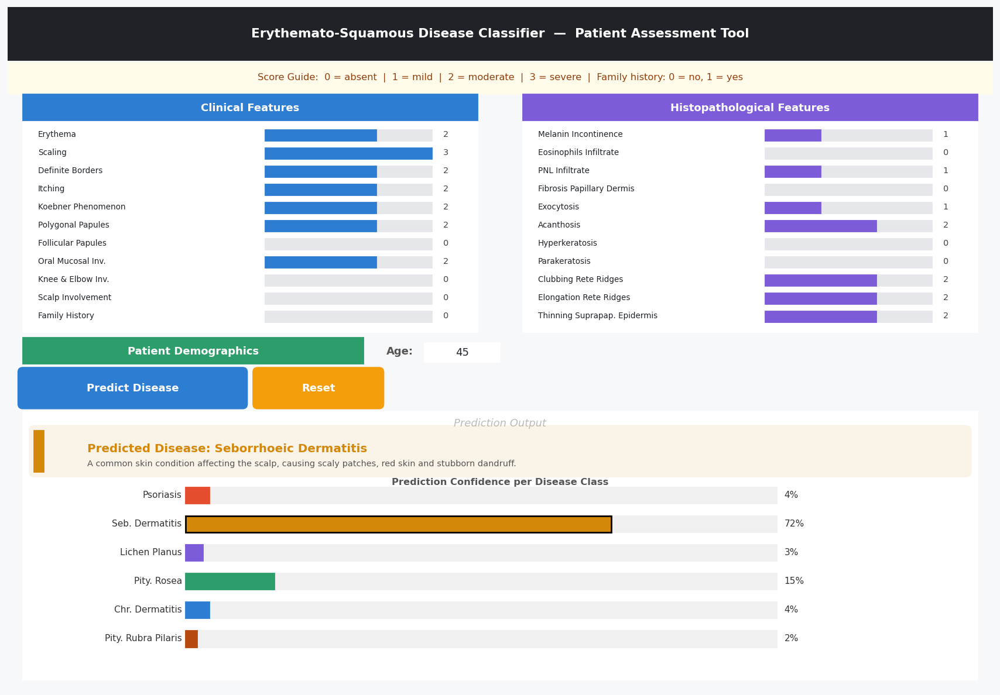 Erythemato-Squamous Disease Classifier — Patient Assessment Tool
Score Guide: 0 = absent | 1 = mild | 2 = moderate | 3 = severe | Family history: 0 = no, 1 = yes
Clinical Features
Erythema 2
Scaling 3
Definite Borders 2
Itching 2
Koebner Phenomenon 2
Polygonal Papules 2
Follicular Papules 0
Oral Mucosal Inv. 2
Knee & Elbow Inv. 0
Scalp Involvement 0
Family History 0
Histopathological Features
Melanin Incontinence 1
Eosinophils Infiltrate 0
PNL Infiltrate 1
Fibrosis Papillary Dermis 0
Exocytosis 1
Acanthosis 2
Hyperkeratosis 0
Parakeratosis 0
Clubbing Rete Ridges 2
Elongation Rete Ridges 2
Thinning Suprapap. Epidermis 2
Patient Demographics
Age: 45
Predict Disease
Reset
Prediction Output
Predicted Disease: Seborrhoeic Dermatitis
A common skin condition affecting the scalp, causing scaly patches, red skin and stubborn dandruff.
Prediction Confidence per Disease Class
Psoriasis 4%
Seb. Dermatitis 72%
Lichen Planus 3%
Pity. Rosea 15%
Chr. Dermatitis 4%
Pity. Rubra Pilaris 2%